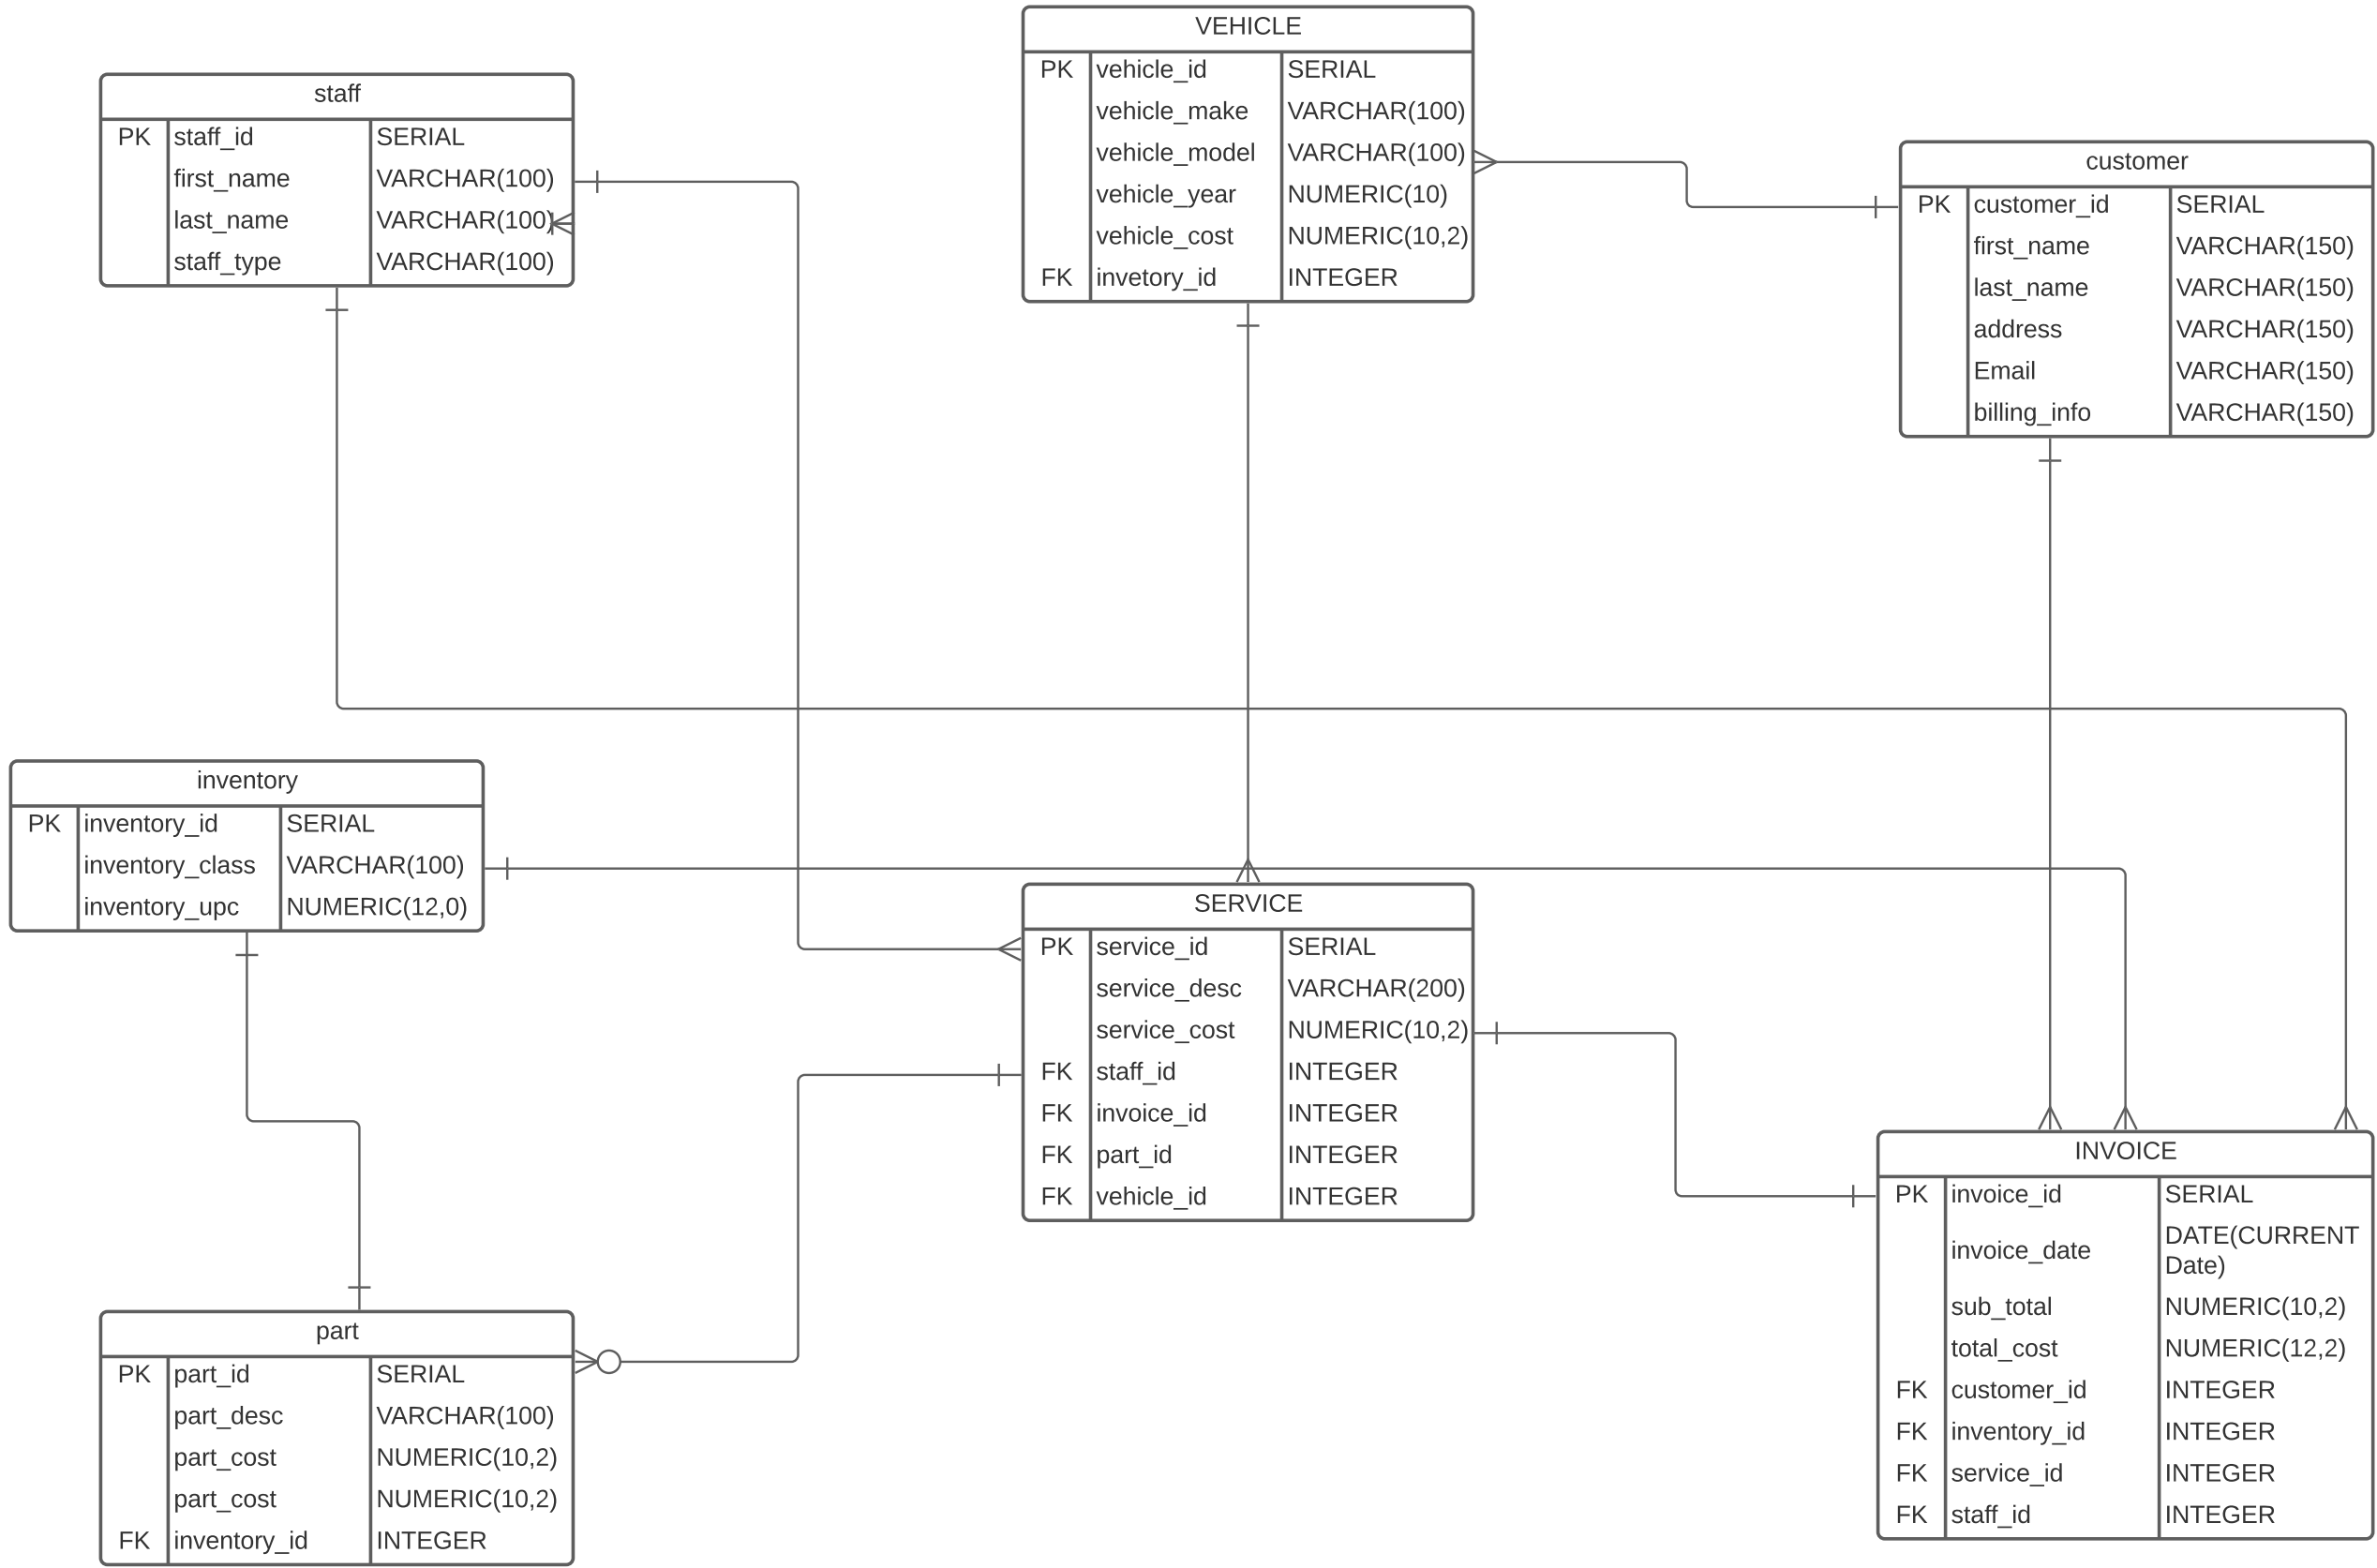 VEHICLE
PK vehicle_id SERIAL
vehicle_make VARCHAR(100)
vehicle_model VARCHAR(100)
vehicle_year NUMERIC(10)
vehicle_cost NUMERIC(10,2)
FK invetory_id INTEGER
staff
PK staff_id SERIAL
first_name VARCHAR(100)
last_name VARCHAR(100)
staff_type VARCHAR(100)
customer
PK customer_id SERIAL
first_name VARCHAR(150)
last_name VARCHAR(150)
address VARCHAR(150)
Email VARCHAR(150)
billing_info VARCHAR(150)
inventory
PK inventory_id SERIAL
inventory_class VARCHAR(100)
inventory_upc NUMERIC(12,0)
SERVICE
PK service_id SERIAL
service_desc VARCHAR(200)
service_cost NUMERIC(10,2)
FK staff_id INTEGER
FK invoice_id INTEGER
FK part_id INTEGER
FK vehicle_id INTEGER
INVOICE
PK invoice_id SERIAL
invoice_date DATE(CURRENT
Date)
sub_total NUMERIC(10,2)
total_cost NUMERIC(12,2)
FK customer_id INTEGER
FK inventory_id INTEGER
FK service_id INTEGER
FK staff_id INTEGER
part
PK part_id SERIAL
part_desc VARCHAR(100)
part_cost NUMERIC(10,2)
part_cost NUMERIC(10,2)
FK inventory_id INTEGER